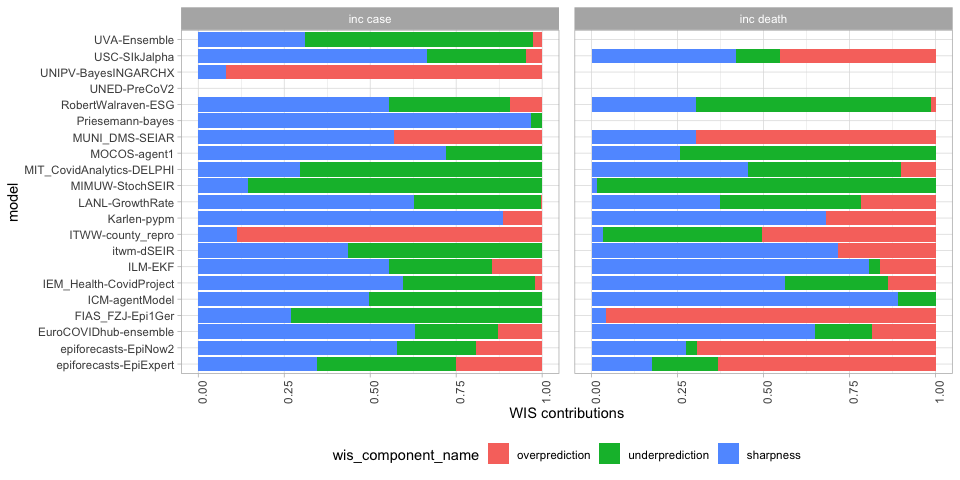 inc case
inc death
UVA-Ensemble
USC-SIkJalpha
UNIPV-BayesINGARCHX
UNED-PreCoV2
RobertWalraven-ESG
Priesemann-bayes
MUNI_DMS-SEIAR
MOCOS-agent1
MIT_CovidAnalytics-DELPHI
MIMUW-StochSEIR
LANL-GrowthRate
Karlen-pypm
ITWW-county_repro
itwm-dSEIR
ILM-EKF
IEM_Health-CovidProject
ICM-agentModel
FIAS_FZJ-Epi1Ger
EuroCOVIDhub-ensemble
epiforecasts-EpiNow2
epiforecasts-EpiExpert
model
0.00 0.25 0.50 0.75 1.00
0.00 0.25 0.50 0.75 1.00
WIS contributions
wis_component_name overprediction underprediction sharpness